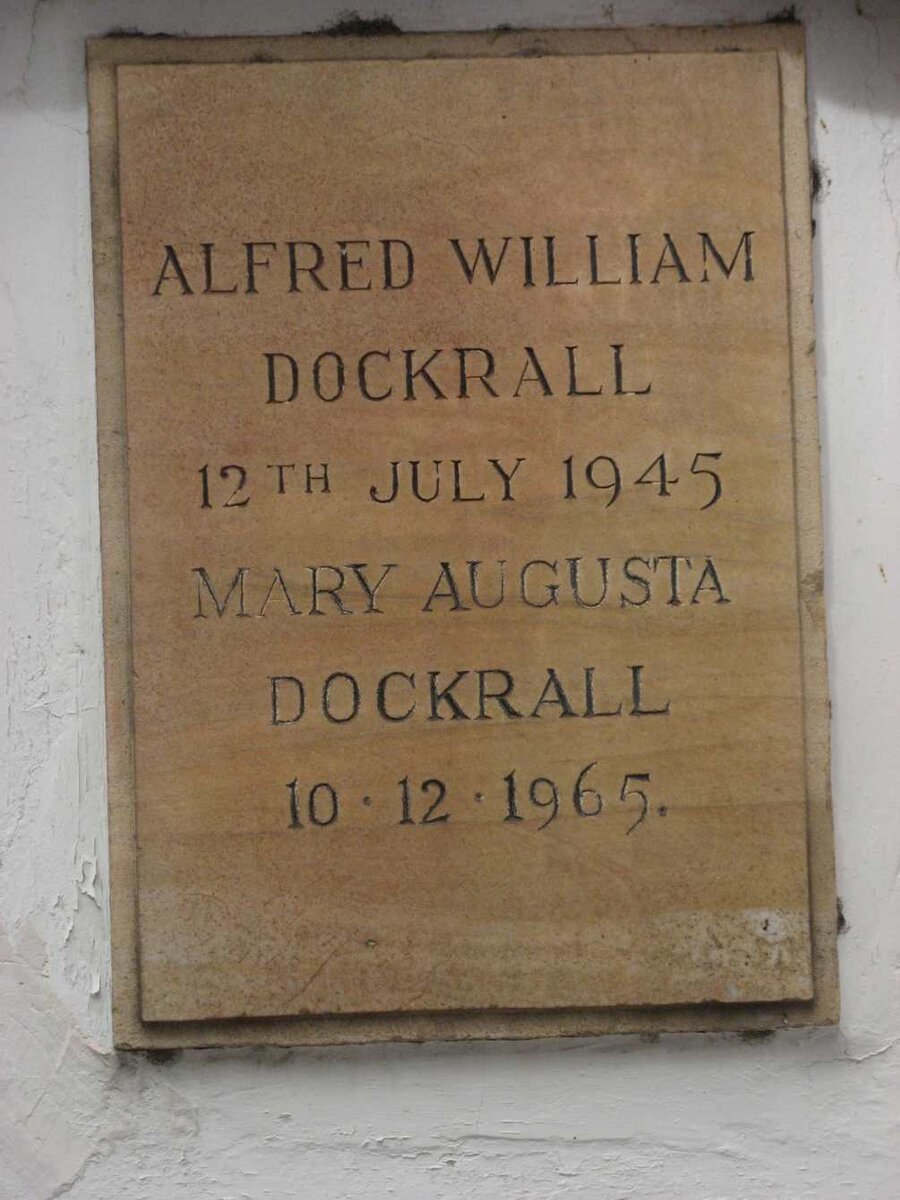 ALFRED WILLIAM
DOCKRALL
12TH JULY 1945
MARY AUGUSTA
DOCKRALL
10·12·1965.